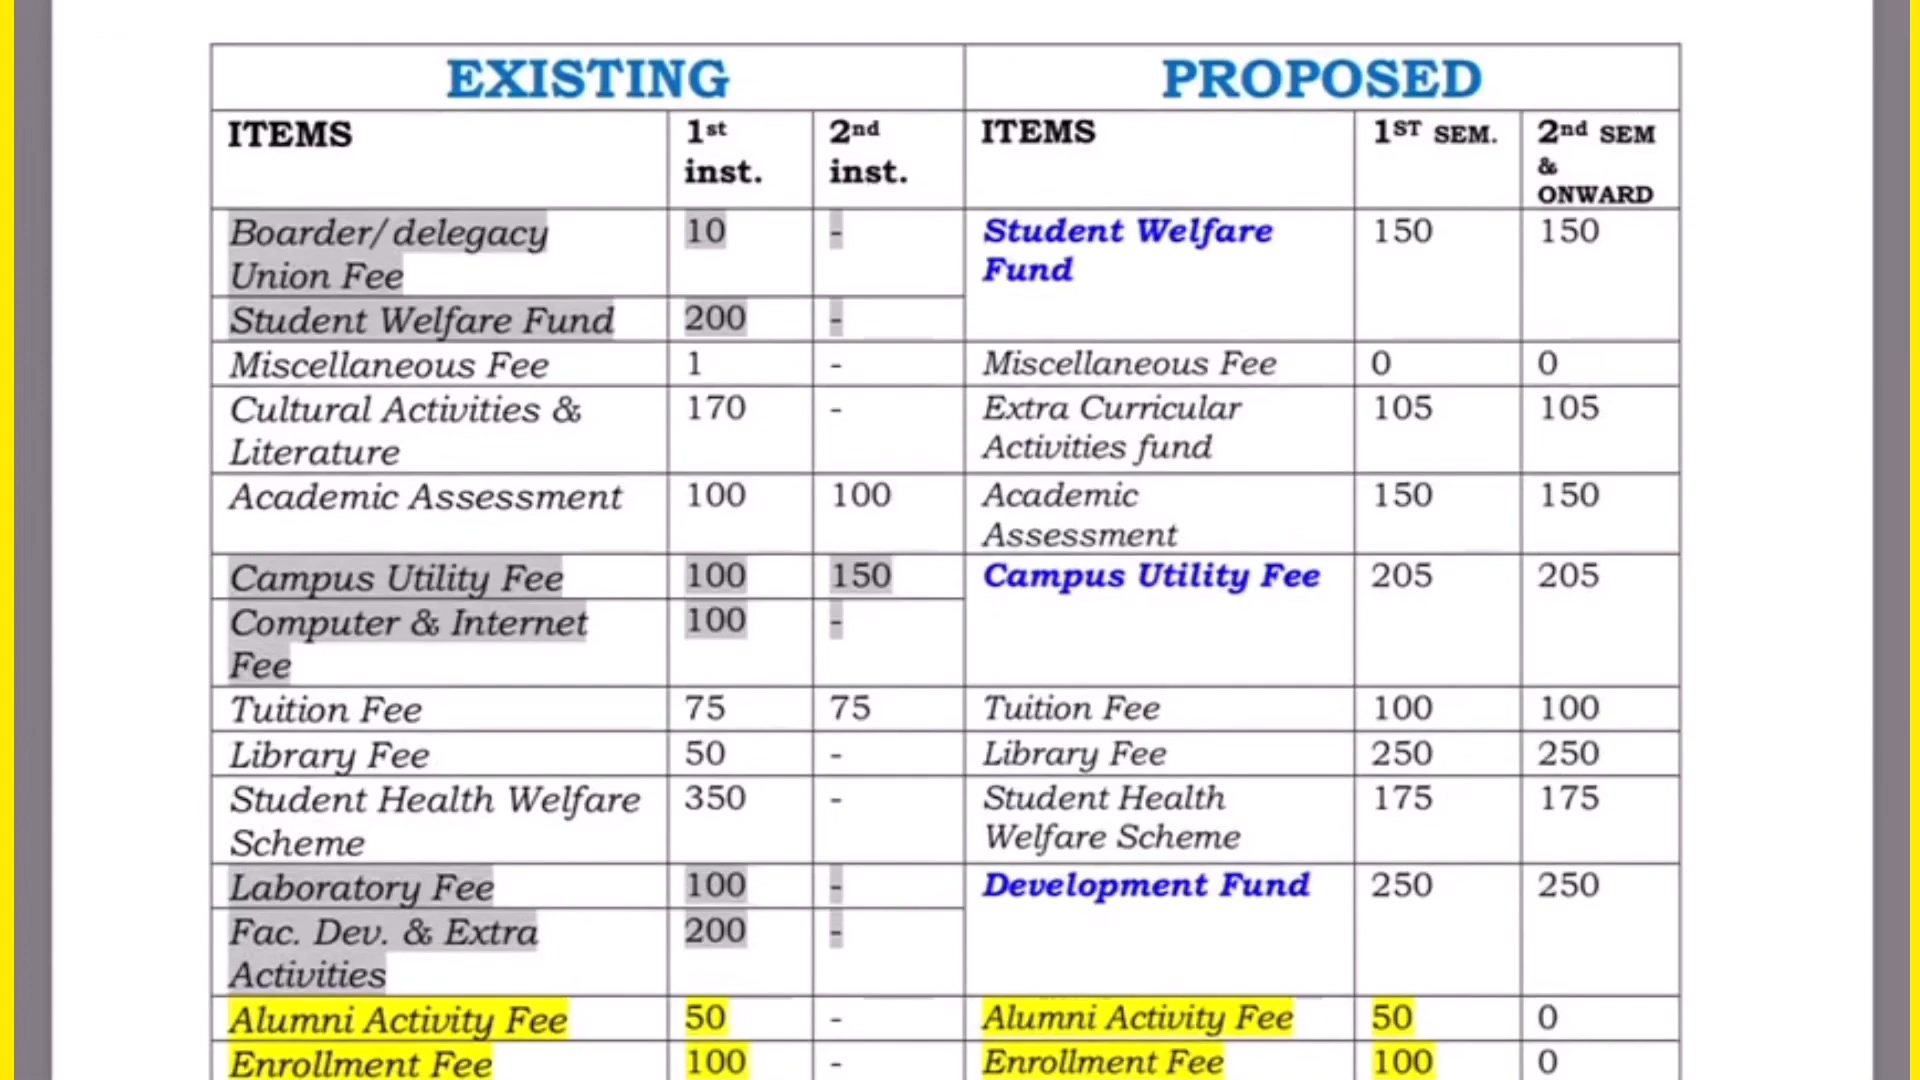 EXISTING PROPOSED
ITEMS 1st inst. 2nd inst. ITEMS 1ST SEM. 2nd SEM & ONWARD
Boarder/delegacy Union Fee 10 - Student Welfare Fund 150 150
Student Welfare Fund 200 -
Miscellaneous Fee 1 - Miscellaneous Fee 0 0
Cultural Activities & Literature 170 - Extra Curricular Activities fund 105 105
Academic Assessment 100 100 Academic Assessment 150 150
Campus Utility Fee 100 150 Campus Utility Fee 205 205
Computer & Internet Fee 100 -
Tuition Fee 75 75 Tuition Fee 100 100
Library Fee 50 - Library Fee 250 250
Student Health Welfare Scheme 350 - Student Health Welfare Scheme 175 175
Laboratory Fee 100 - Development Fund 250 250
Fac. Dev. & Extra Activities 200 -
Alumni Activity Fee 50 - Alumni Activity Fee 50 0
Enrollment Fee 100 - Enrollment Fee 100 0